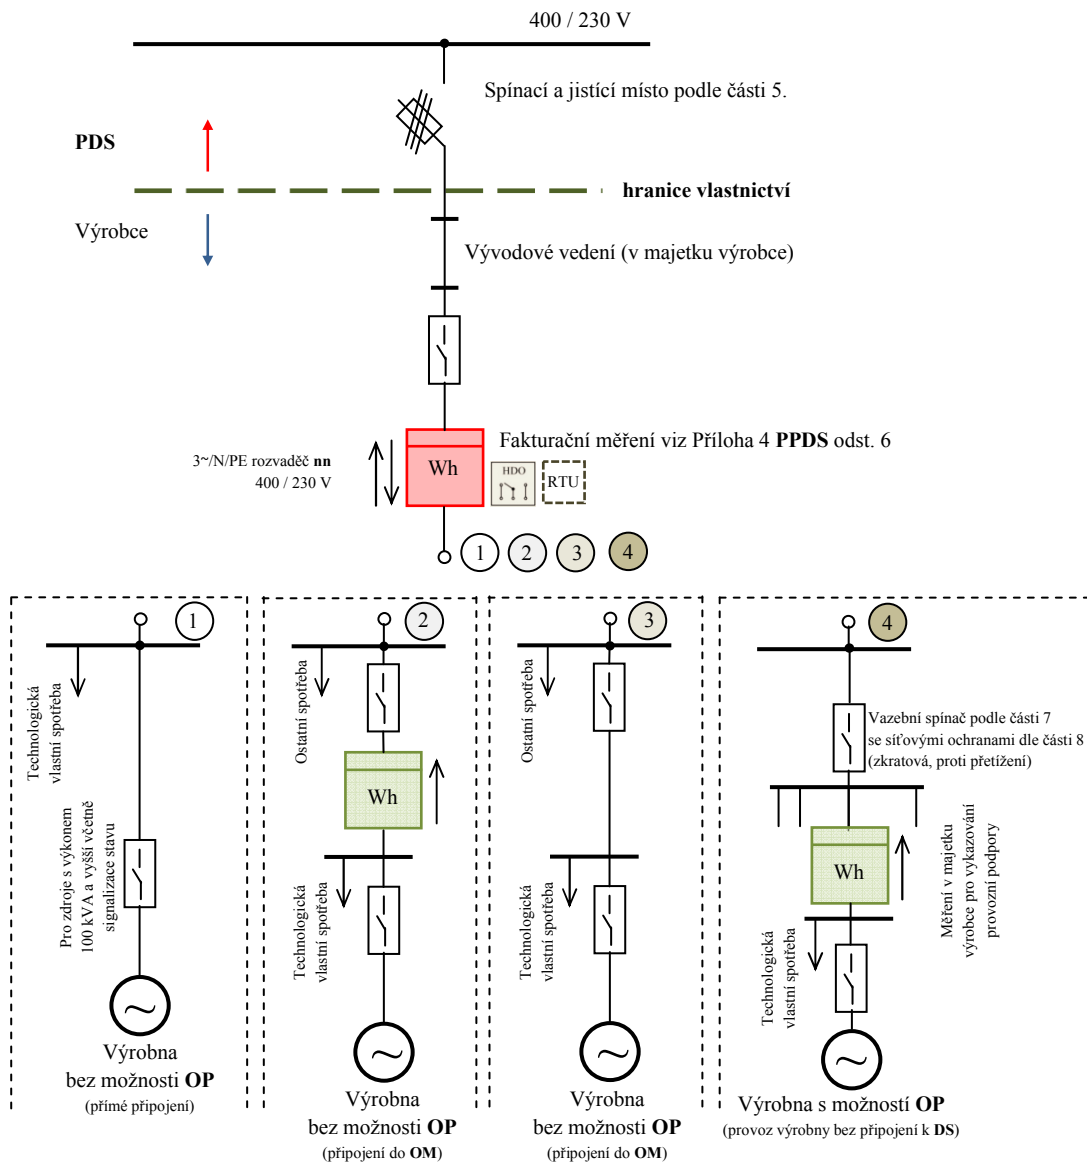 400 / 230 V
Spínací a jistící místo podle části 5.
PDS
hranice vlastnictví
Výrobce
Vývodové vedení (v majetku výrobce)
Fakturační měření viz Příloha 4 PPDS odst. 6
3~/N/PE rozvaděč nn
400 / 230 V
Wh
HDO
RTU
1
2
3
4
1
Technologická
vlastní spotřeba
Pro zdroje s výkonem
100 kVA a vyšší včetně
signalizace stavu
Výrobna
bez možnosti OP
(přímé připojení)
2
Ostatní spotřeba
Wh
Technologická
vlastní spotřeba
Výrobna
bez možnosti OP
(připojení do OM)
3
Ostatní spotřeba
Technologická
vlastní spotřeba
Výrobna
bez možnosti OP
(připojení do OM)
4
Vazební spínač podle části 7
se síťovými ochranami dle části 8
(zkratová, proti přetížení)
Wh
Měření v majetku
výrobce pro vykazování
provozní podpory
Technologická
vlastní spotřeba
Výrobna s možností OP
(provoz výrobny bez připojení k DS)